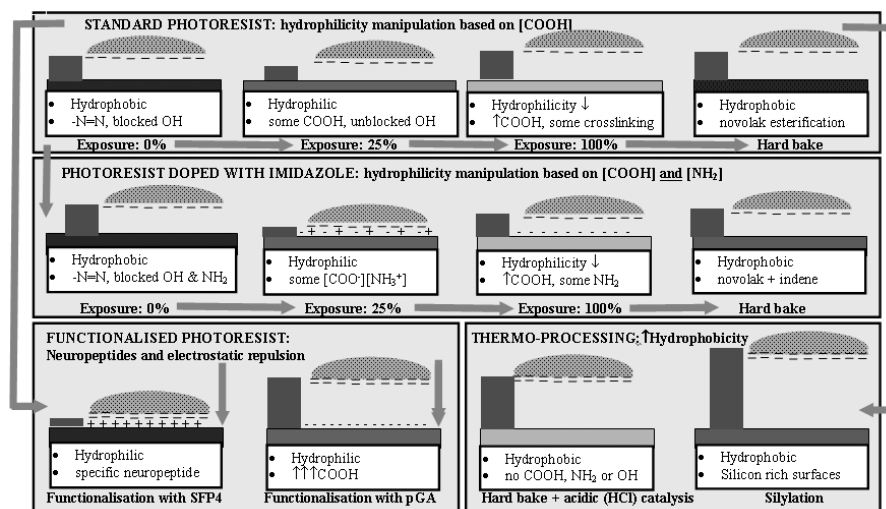 STANDARD PHOTORESIST: hydrophilicity manipulation based on [COOH]
• Hydrophobic
• -N=N, blocked OH
• Hydrophilic
• some COOH, unblocked OH
• Hydrophilicity ↓
• ↑COOH, some crosslinking
• Hydrophobic
• novolak esterification
Exposure: 0%
Exposure: 25%
Exposure: 100%
Hard bake
PHOTORESIST DOPED WITH IMIDAZOLE: hydrophilicity manipulation based on [COOH] and [NH₂]
• Hydrophobic
• -N=N, blocked OH & NH₂
• Hydrophilic
• some [COO⁻][NH₃⁺]
• Hydrophilicity ↓
• ↑COOH, some NH₂
• Hydrophobic
• novolak + indene
Exposure: 0%
Exposure: 25%
Exposure: 100%
Hard bake
FUNCTIONALISED PHOTORESIST:
Neuropeptides and electrostatic repulsion
• Hydrophilic
• specific neuropeptide
• Hydrophilic
• ↑↑↑COOH
Functionalisation with SFP4
Functionalisation with pGA
THERMO-PROCESSING: ↑Hydrophobicity
• Hydrophobic
• no COOH, NH₂ or OH
• Hydrophobic
• Silicon rich surfaces
Hard bake + acidic (HCl) catalysis
Silylation